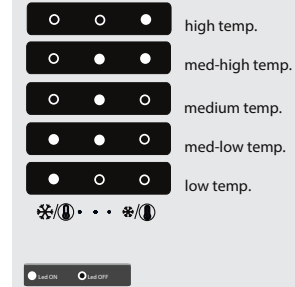 high temp.
med-high temp.
medium temp.
med-low temp.
low temp.
Led ON Led OFF